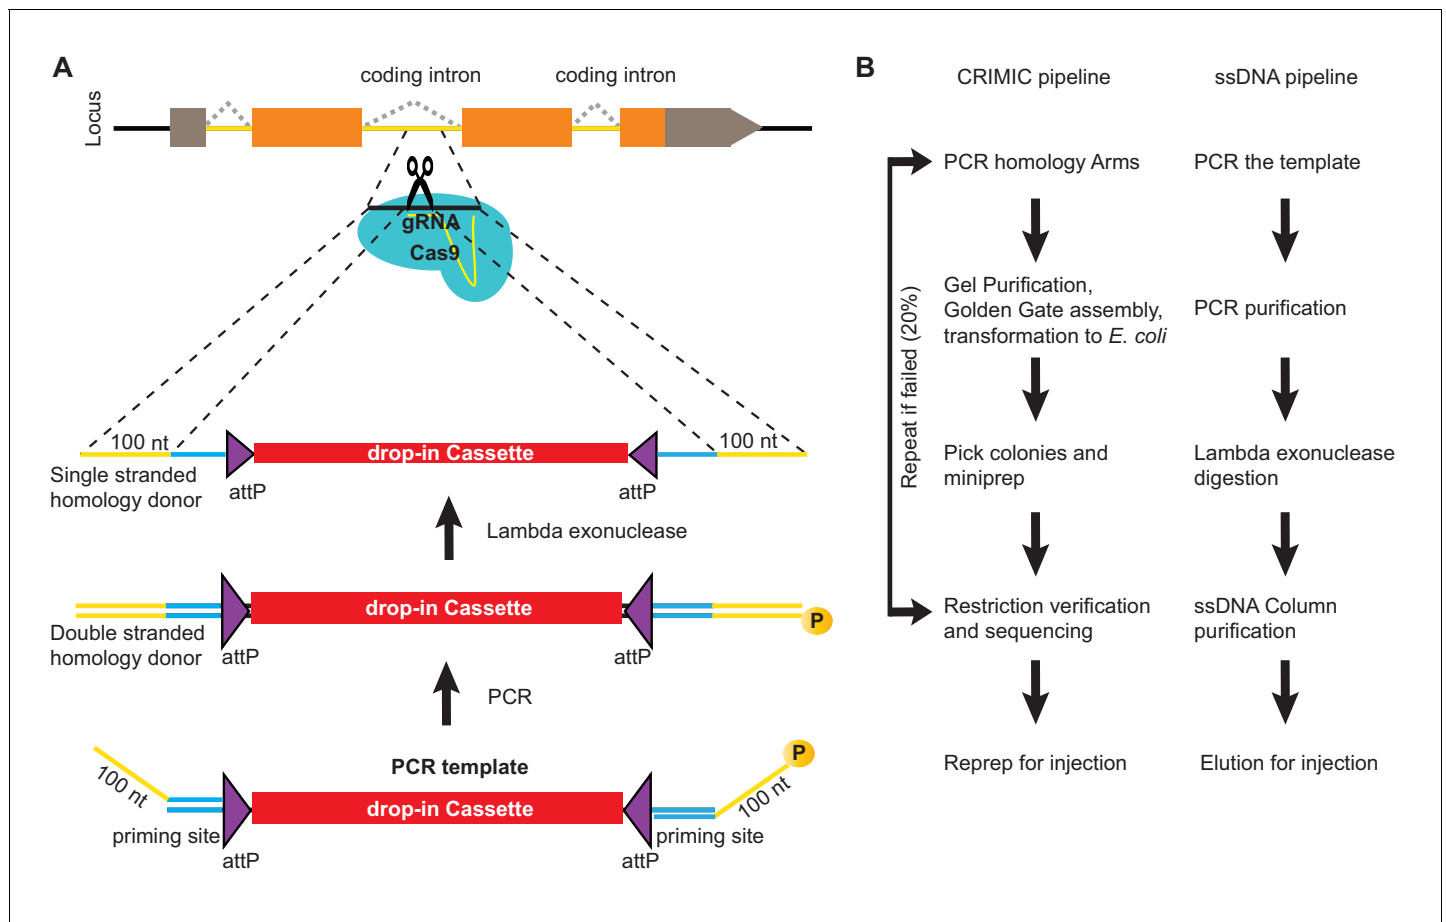 A
coding intron
coding intron
Locus
gRNA
Cas9
100 nt
100 nt
drop-in Cassette
Single stranded
homology donor
attP
attP
Lambda exonuclease
drop-in Cassette
P
Double stranded
homology donor
attP
attP
PCR
P
PCR template
100 nt
100 nt
drop-in Cassette
priming site
priming site
attP
attP
B
CRIMIC pipeline
ssDNA pipeline
Repeat if failed (20%)
PCR homology Arms
Gel Purification,
Golden Gate assembly,
transformation to E. coli
Pick colonies and
miniprep
Restriction verification
and sequencing
Reprep for injection
PCR the template
PCR purification
Lambda exonuclease
digestion
ssDNA Column
purification
Elution for injection